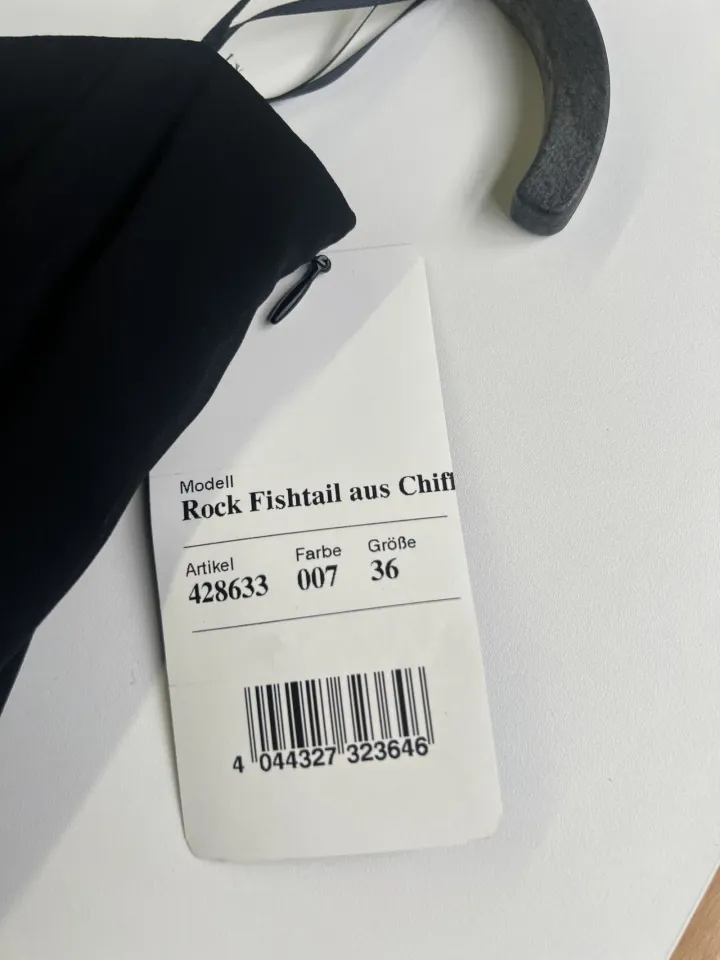 Modell
Rock Fishtail aus Chiff
Artikel Farbe Größe
428633 007 36
4 044327 323646